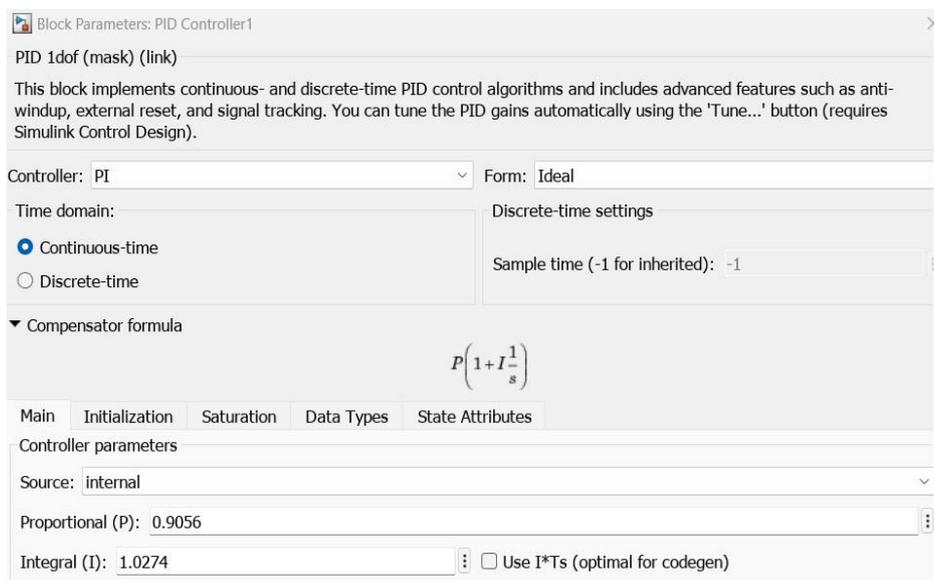 Block Parameters: PID Controller1
PID 1dof (mask) (link)
This block implements continuous- and discrete-time PID control algorithms and includes advanced features such as anti-
windup, external reset, and signal tracking. You can tune the PID gains automatically using the 'Tune...' button (requires
Simulink Control Design).
Controller: PI Form: Ideal
Time domain: Discrete-time settings
Continuous-time
Sample time (-1 for inherited): -1
Discrete-time
Compensator formula
P(1+I 1/s)
Main Initialization Saturation Data Types State Attributes
Controller parameters
Source: internal
Proportional (P): 0.9056
Integral (I): 1.0274 Use I*Ts (optimal for codegen)